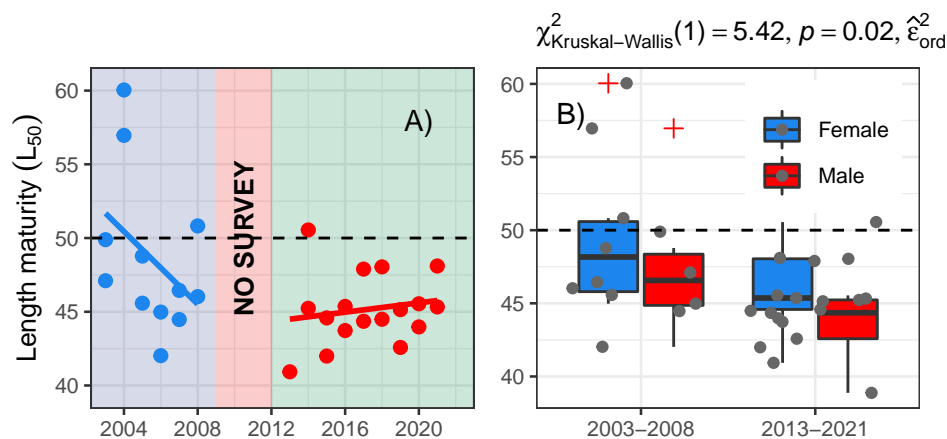 χ²Kruskal−Wallis(1) = 5.42, p = 0.02, ε̂²ord
Length maturity (L50)
60
55
50
45
40
A)
NO SURVEY
2004 2008 2012 2016 2020
60
55
50
45
40
B)
Female
Male
2003−2008 2013−2021